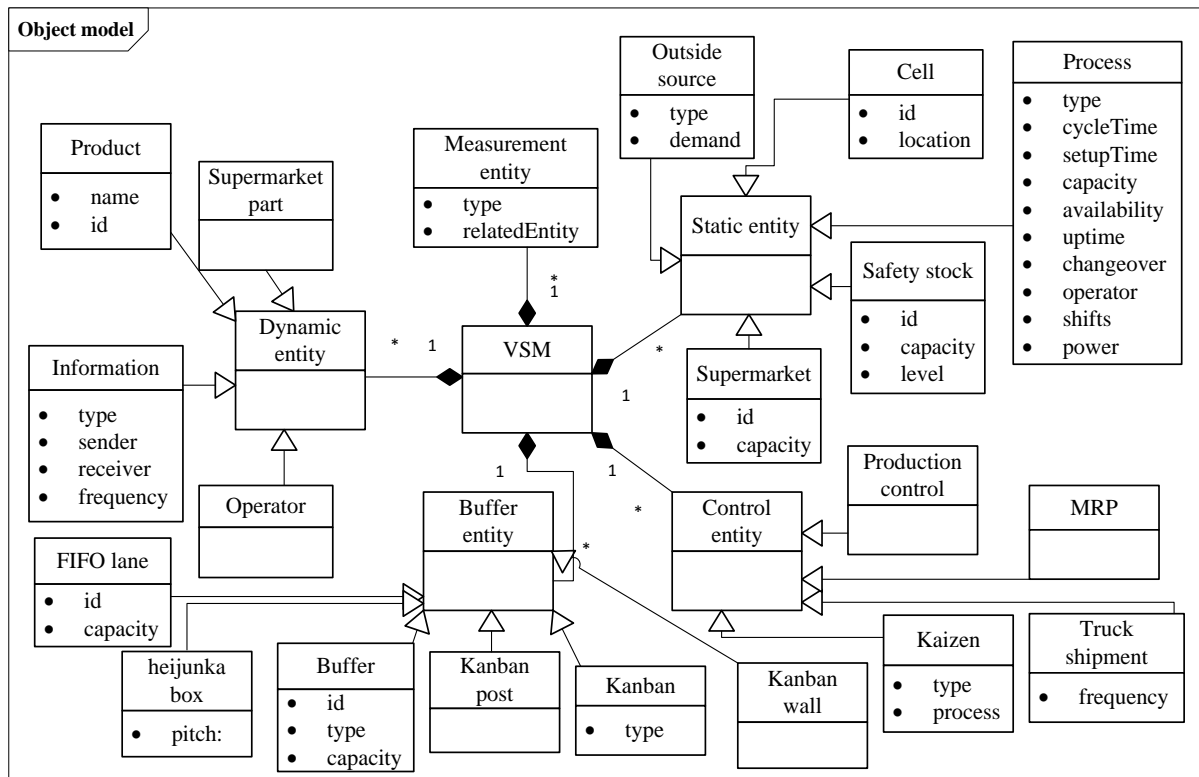 Object model
Outside
source
• type
• demand
Cell
• id
• location
Process
• type
• cycleTime
• setupTime
• capacity
• availability
• uptime
• changeover
• operator
• shifts
• power
Product
• name
• id
Supermarket
part
Measurement
entity
• type
• relatedEntity
Static entity
Safety stock
• id
• capacity
• level
*
1
Dynamic
entity
*
1
VSM
*
1
Information
• type
• sender
• receiver
• frequency
Supermarket
• id
• capacity
Operator
1
1
*
Buffer
entity
*
Control
entity
Production
control
MRP
FIFO lane
• id
• capacity
heijunka
box
• pitch:
Buffer
• id
• type
• capacity
Kanban
post
Kanban
• type
Kanban
wall
Kaizen
• type
• process
Truck
shipment
• frequency